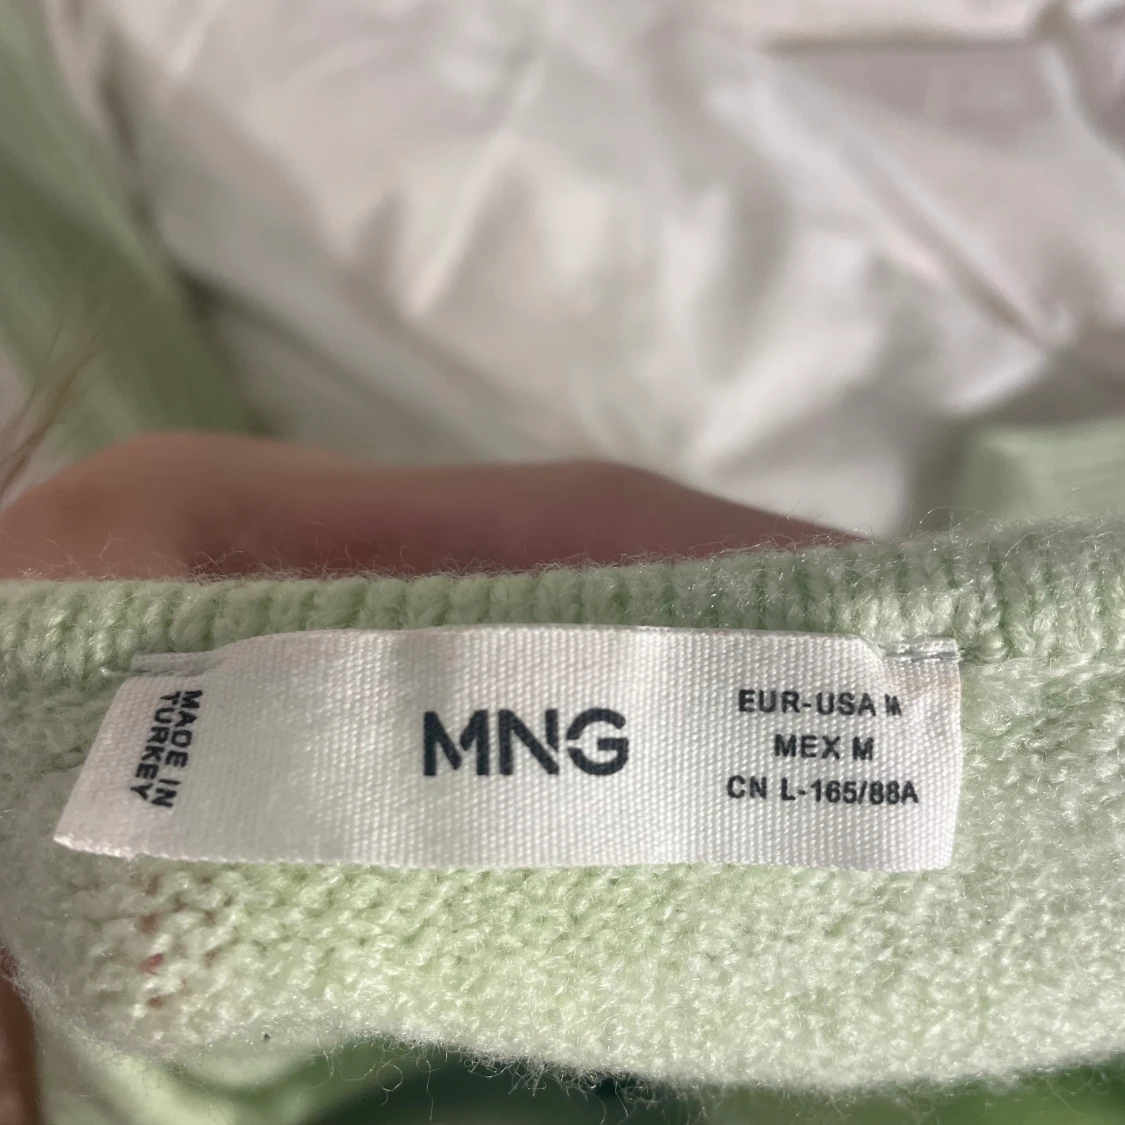 MADE IN
TURKEY
MNG
EUR-USA M
MEX M
CN L-165/88A